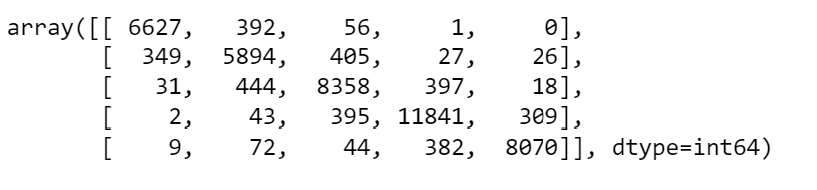 array([[ 6627, 392, 56, 1, 0],
[ 349, 5894, 405, 27, 26],
[ 31, 444, 8358, 397, 18],
[ 2, 43, 395, 11841, 309],
[ 9, 72, 44, 382, 8070]], dtype=int64)